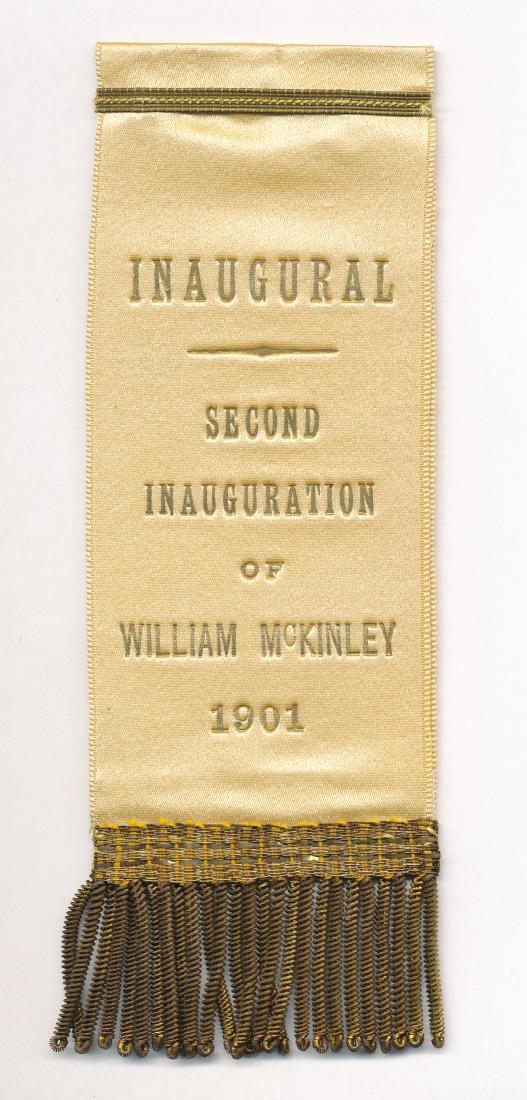 INAUGURAL
SECOND
INAUGURATION
OF
WILLIAM McKINLEY
1901